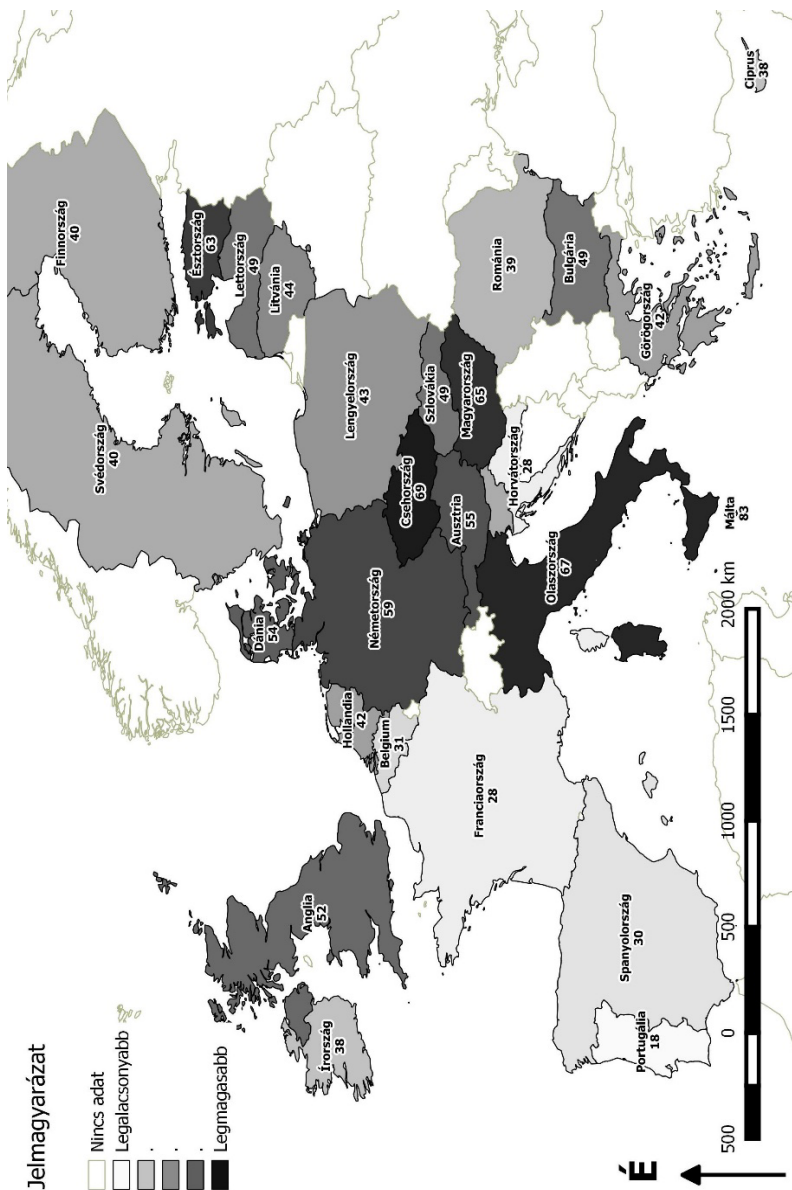 Jelmagyarázat
Nincs adat
Legalacsonyabb
.
.
.
Legmagasabb
Finnország
40
Svédország
40
Észtország
63
Lettország
49
Litvánia
44
Dánia
54
Írország
38
Anglia
52
Hollandia
42
Belgium
31
Németország
59
Lengyelország
43
Csehország
69
Szlovákia
49
Ausztria
55
Magyarország
65
Románia
39
Bulgária
49
Franciaország
28
Horvátország
28
Olaszország
67
Görögország
42
Spanyolország
30
Portugália
18
Málta
83
Ciprus
38
É
500 0 500 1000 1500 2000 km